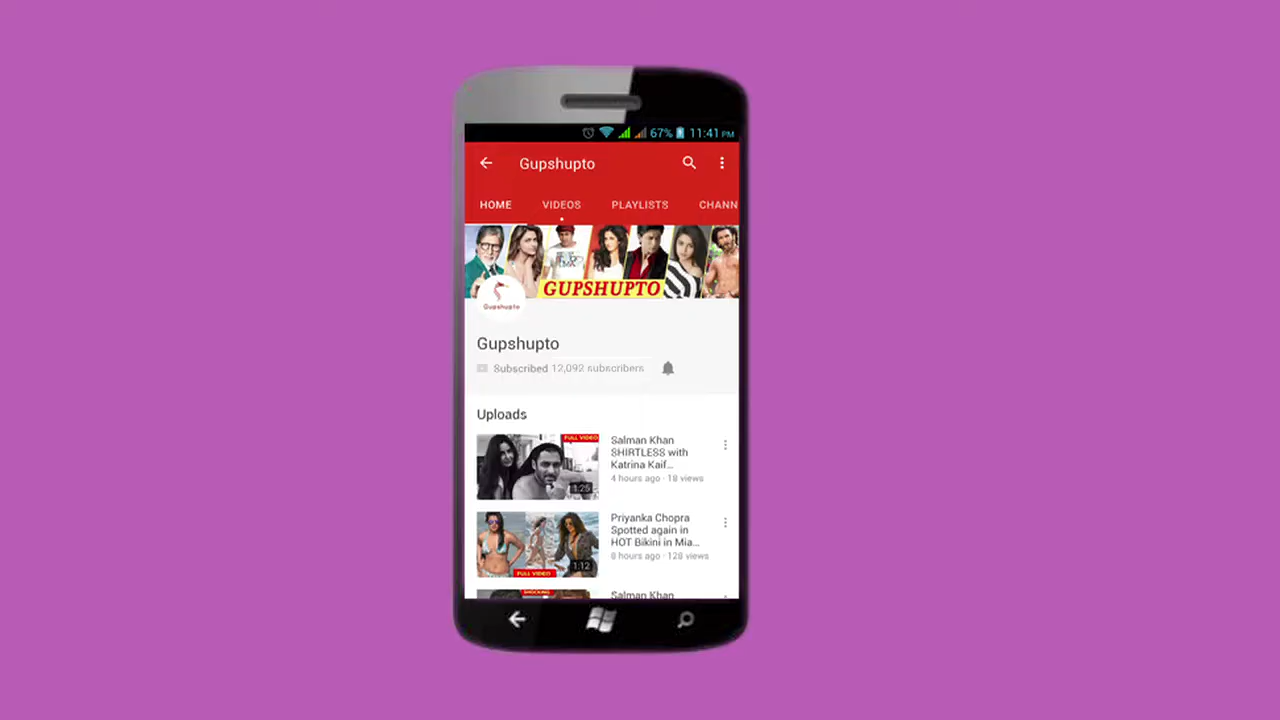 67% 11:41 PM
Gupshupto
HOME VIDEOS PLAYLISTS CHANN
GUPSHUPTO
Gupshupto
Gupshupto
Subscribed 12,092 subscribers
Uploads
FULL VIDEO
1:25
Salman Khan
SHIRTLESS with
Katrina Kaif...
4 hours ago · 18 views
FULL VIDEO
1:12
Priyanka Chopra
Spotted again in
HOT Bikini in Mia...
8 hours ago · 128 views
SHOCKING
Salman Khan